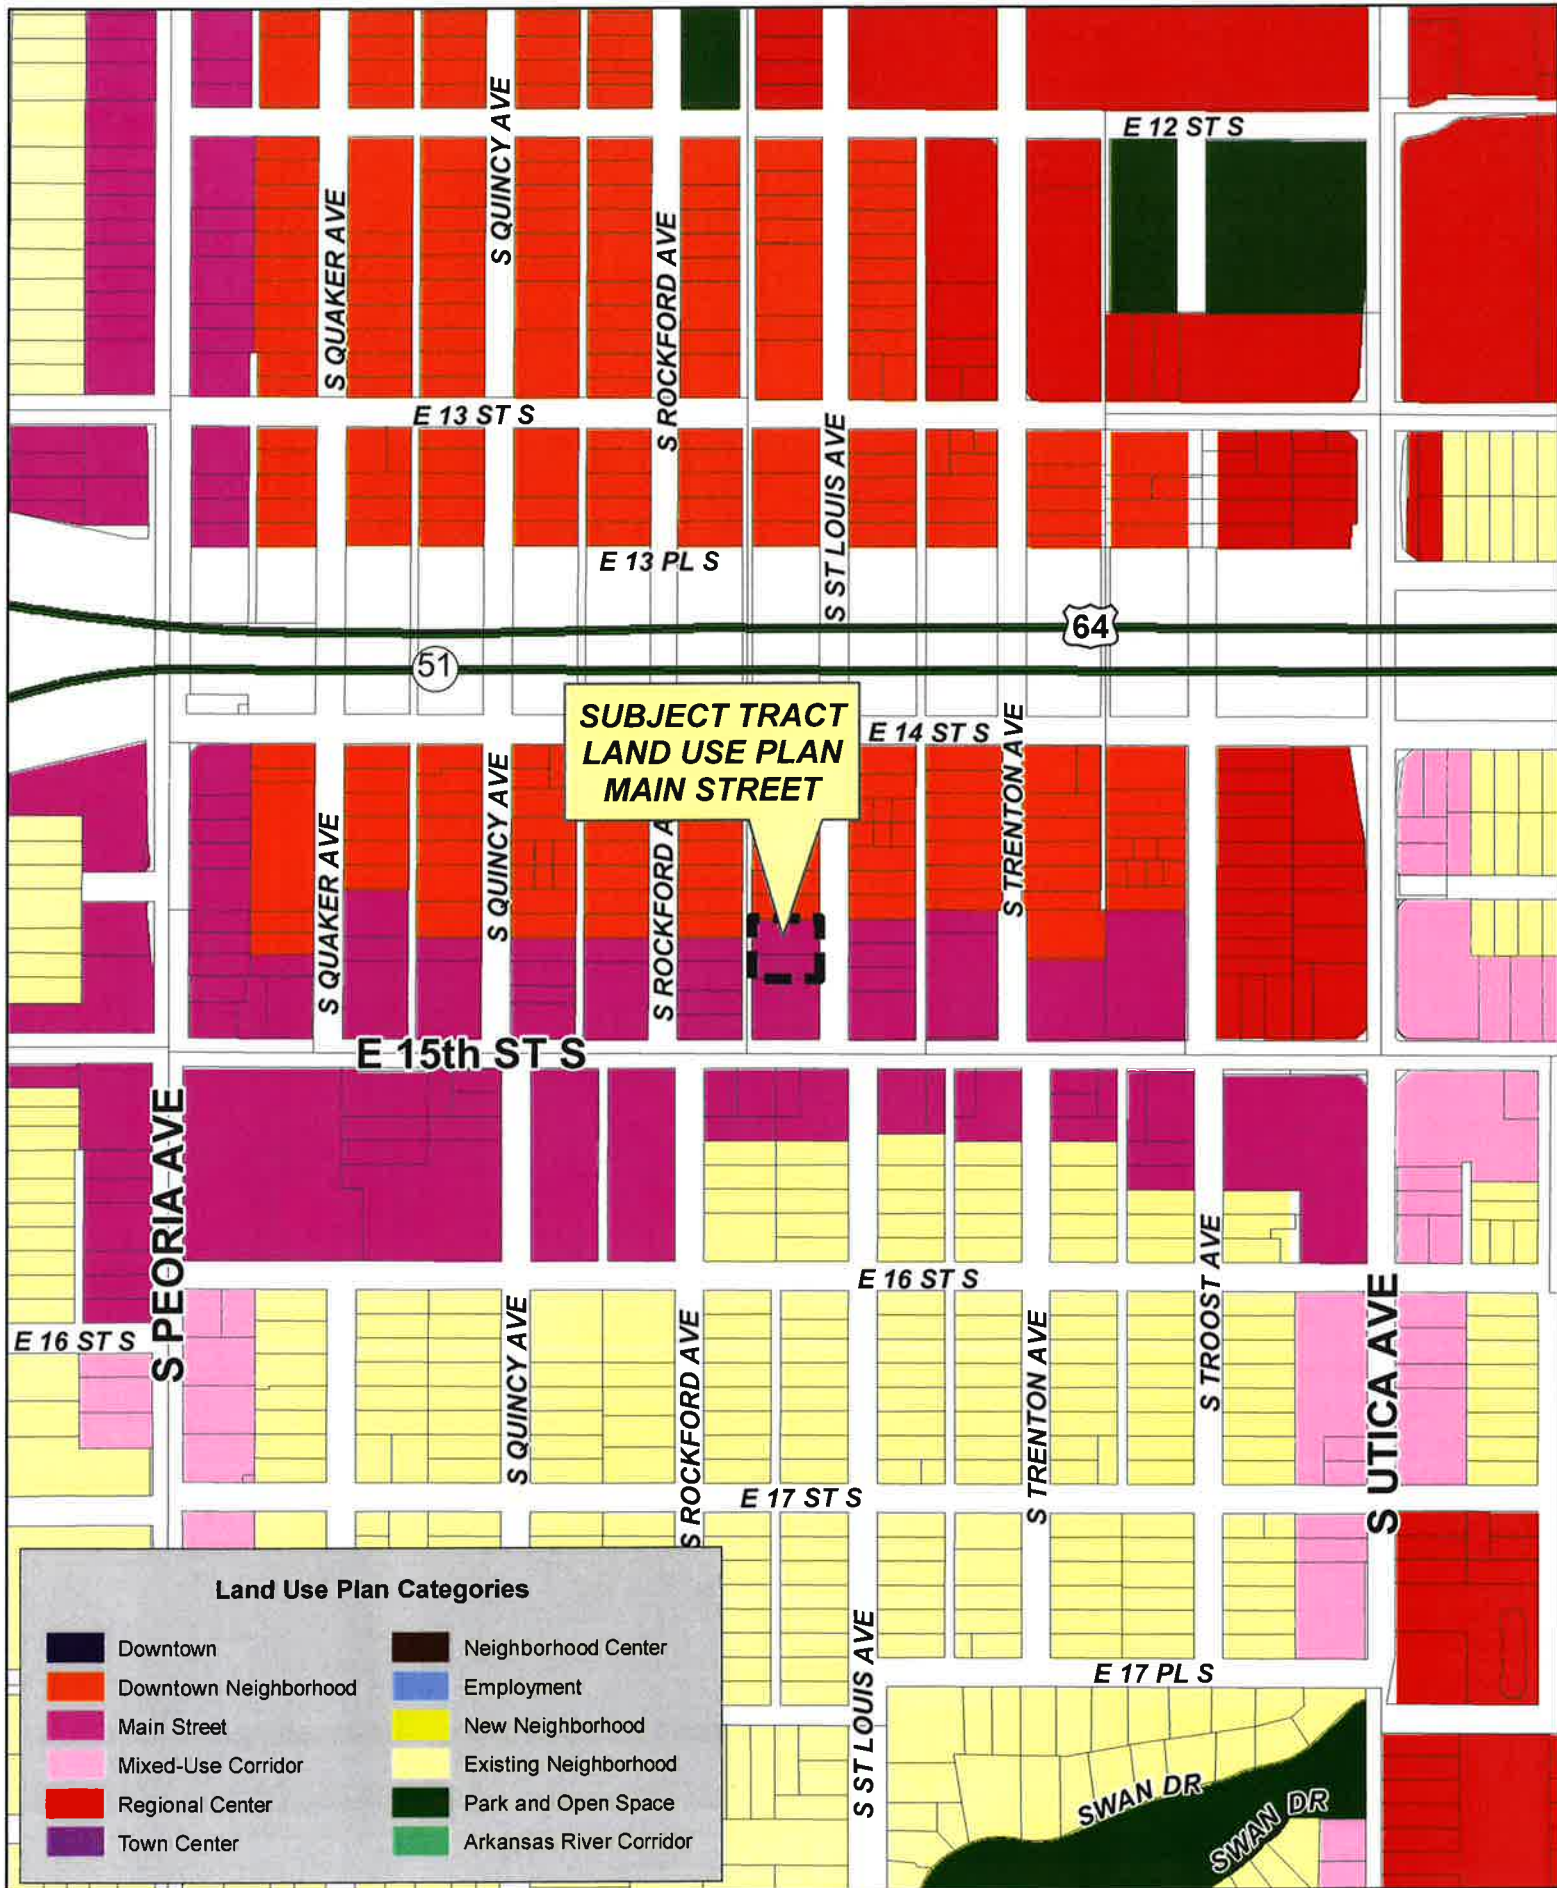 E 12 ST S
S QUINCY AVE
S QUAKER AVE
S ROCKFORD AVE
E 13 ST S
S ST LOUIS AVE
E 13 PL S
64
51
SUBJECT TRACT
LAND USE PLAN
MAIN STREET
E 14 ST S
S TRENTON AVE
S QUINCY AVE
S QUAKER AVE
S ROCKFORD A
E 15th ST S
S PEORIA AVE
E 16 ST S
S TROOST AVE
E 16 ST S
S QUINCY AVE
S ROCKFORD AVE
S TRENTON AVE
S UTICA AVE
E 17 ST S
S ST LOUIS AVE
E 17 PL S
SWAN DR
SWAN DR
Land Use Plan Categories
Downtown
Downtown Neighborhood
Main Street
Mixed-Use Corridor
Regional Center
Town Center
Neighborhood Center
Employment
New Neighborhood
Existing Neighborhood
Park and Open Space
Arkansas River Corridor